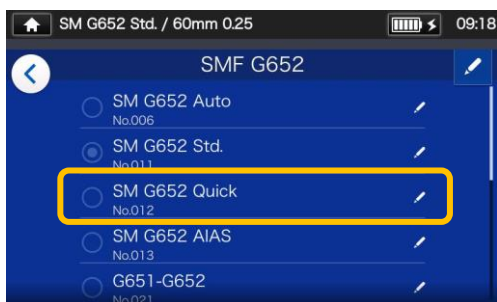 SM G652 Std. / 60mm 0.25 09:18
SMF G652
SM G652 Auto
No.006
SM G652 Std.
No.011
SM G652 Quick
No.012
SM G652 AIAS
No.013
G651-G652
No.021